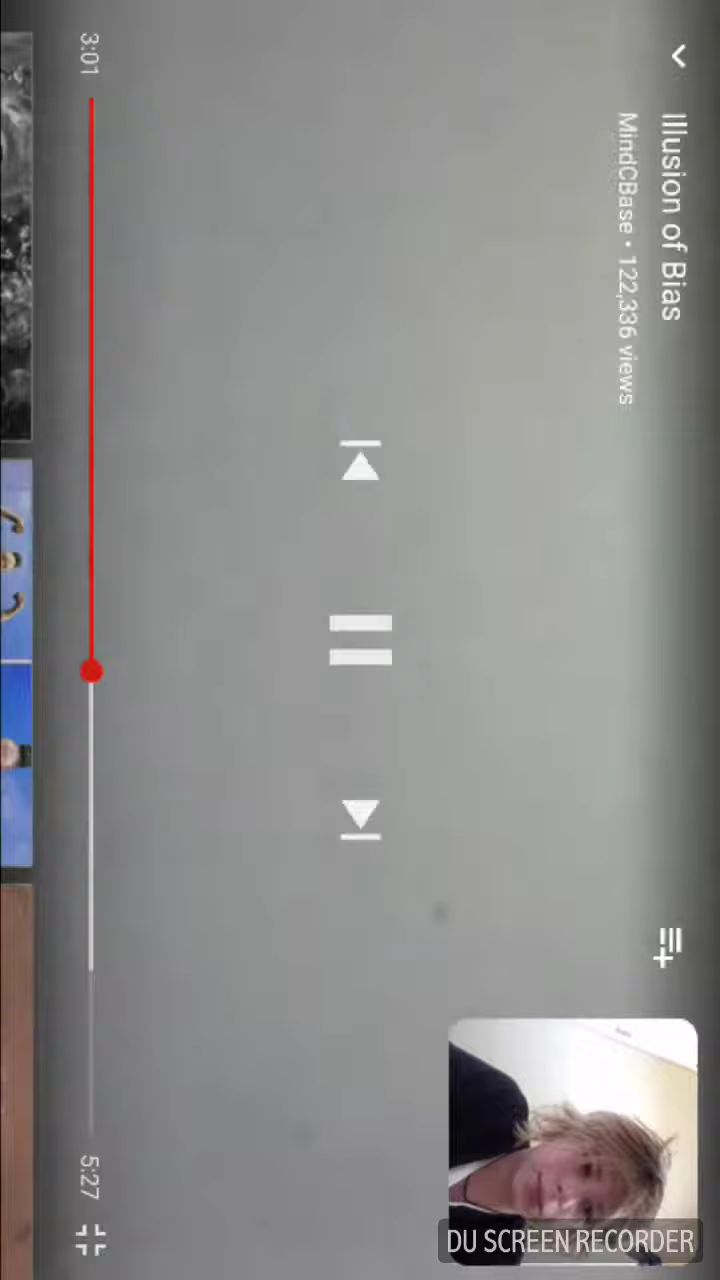 Illusion of Bias
MindCBase • 122,336 views
3:01
5:27
DU SCREEN RECORDER